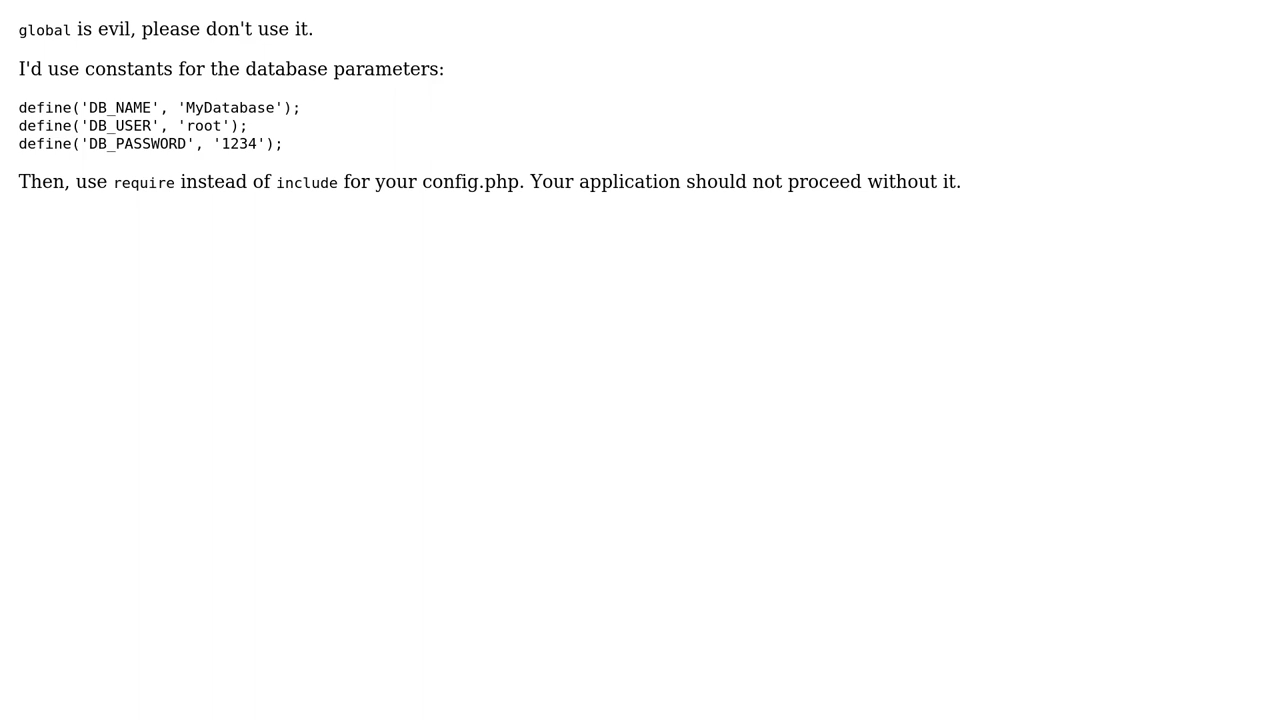 global is evil, please don't use it.
I'd use constants for the database parameters:
define('DB_NAME', 'MyDatabase');
define('DB_USER', 'root');
define('DB_PASSWORD', '1234');
Then, use require instead of include for your config.php. Your application should not proceed without it.